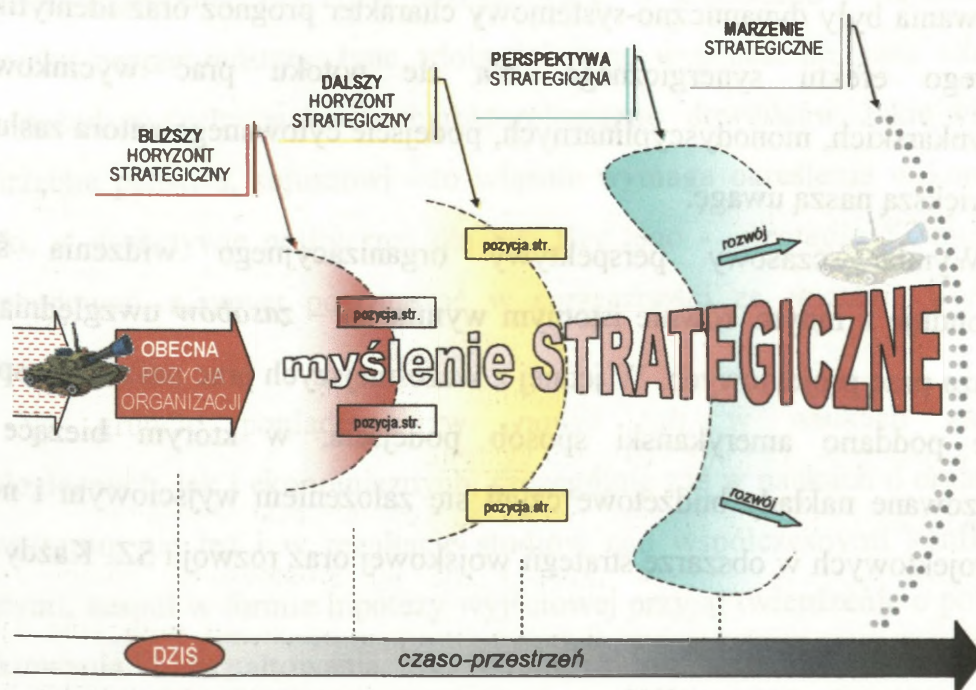 MARZENIE
STRATEGICZNE
PERSPEKTYWA
STRATEGICZNA
DALSZY
HORYZONT
STRATEGICZNY
BLIŻSZY
HORYZONT
STRATEGICZNY
pozycja.str.
rozwój
pozycja.str.
OBECNA
POZYCJA
ORGANIZACJI
myślenie STRATEGICZNE
pozycja.str.
pozycja.str.
rozwój
DZIŚ
czaso-przestrzeń